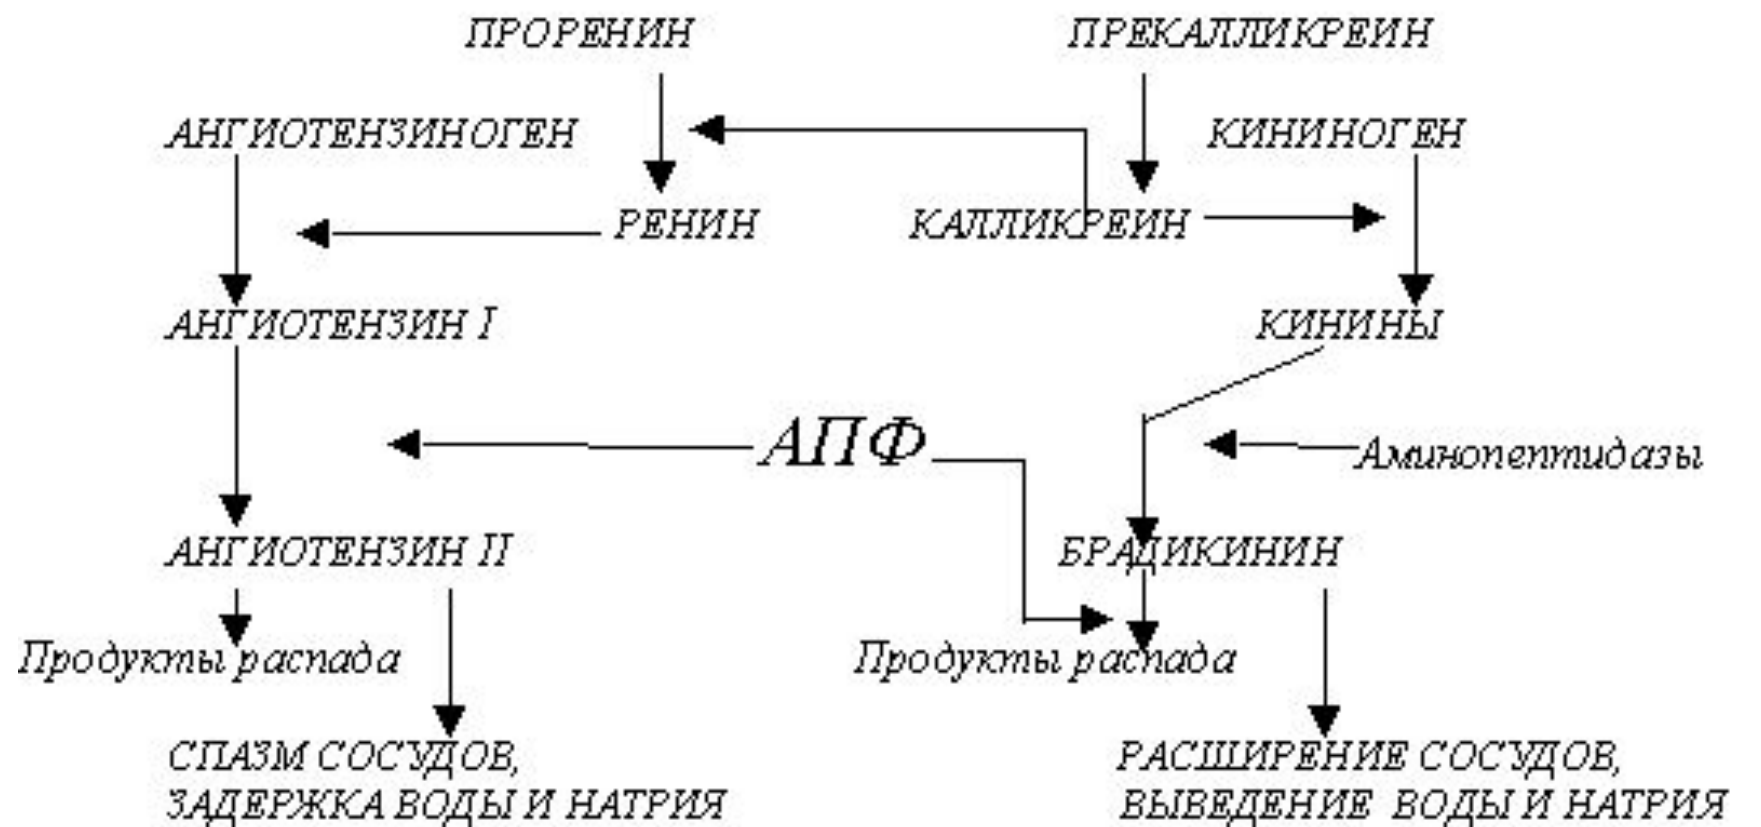 ПРОРЕНИН ПРЕКАЛЛИКРЕИН
АНГИОТЕНЗИНОГЕН КИНИНОГЕН
РЕНИН КАЛЛИКРЕИН
АНГИОТЕНЗИН I КИНИНЫ
АПФ Аминопептидазы
АНГИОТЕНЗИН II БРАДИКИНИН
Продукты распада Продукты распада
СПАЗМ СОСУДОВ, РАСШИРЕНИЕ СОСУДОВ,
ЗАДЕРЖКА ВОДЫ И НАТРИЯ ВЫВЕДЕНИЕ ВОДЫ И НАТРИЯ